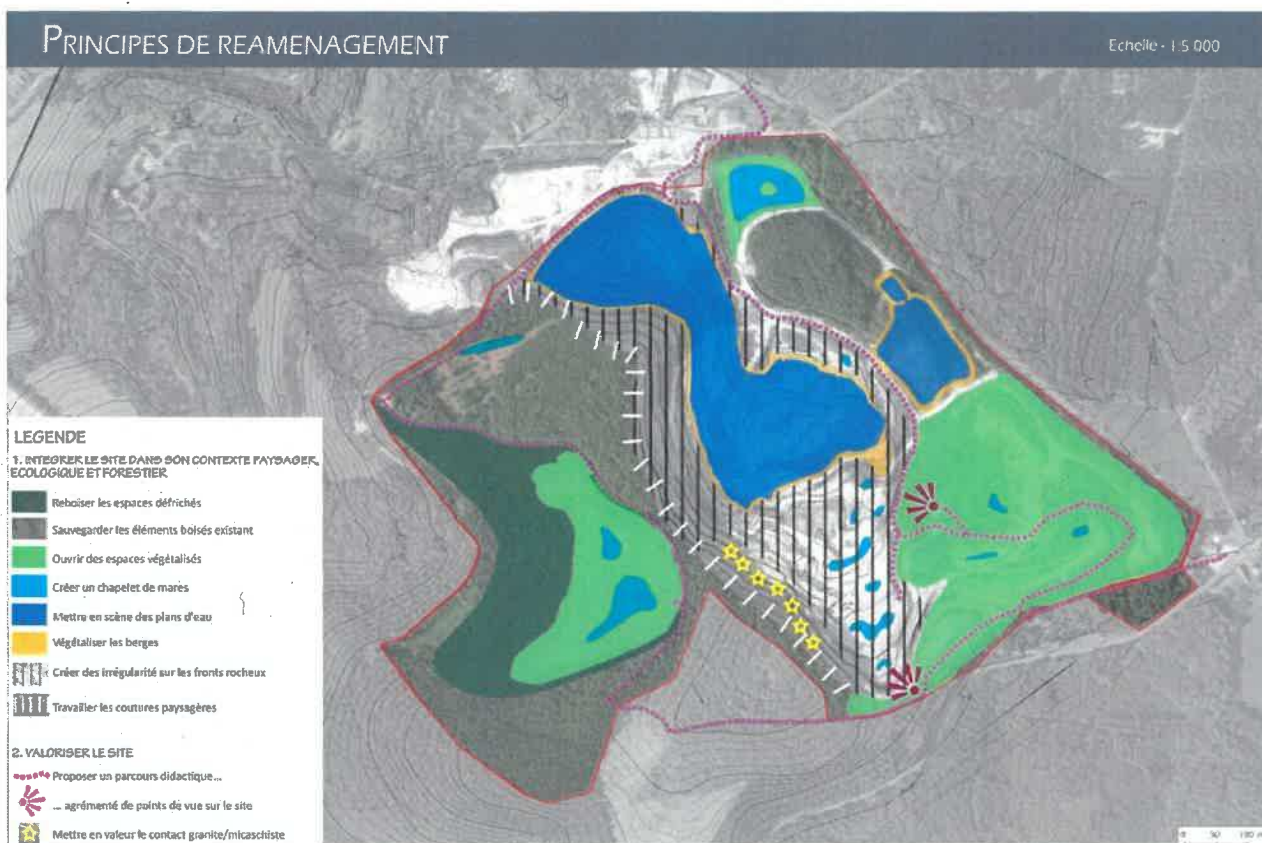 PRINCIPES DE REAMENAGEMENT
Echelle - 1:5 000
LEGENDE
1. INTEGRER LE SITE DANS SON CONTEXTE PAYSAGER,
ECOLOGIQUE ET FORESTIER
Reboiser les espaces défrichés
Sauvegarder les éléments boisés existant
Ouvrir des espaces végétalisés
Créer un chapelet de mares
Mettre en scène des plans d'eau
Végétaliser les berges
Créer des irrégularité sur les fronts rocheux
Travailler les coutures paysagères
2. VALORISER LE SITE
Proposer un parcours didactique...
... agrémenté de points de vue sur le site
Mettre en valeur le contact granite/micaschiste
0 50 100 m